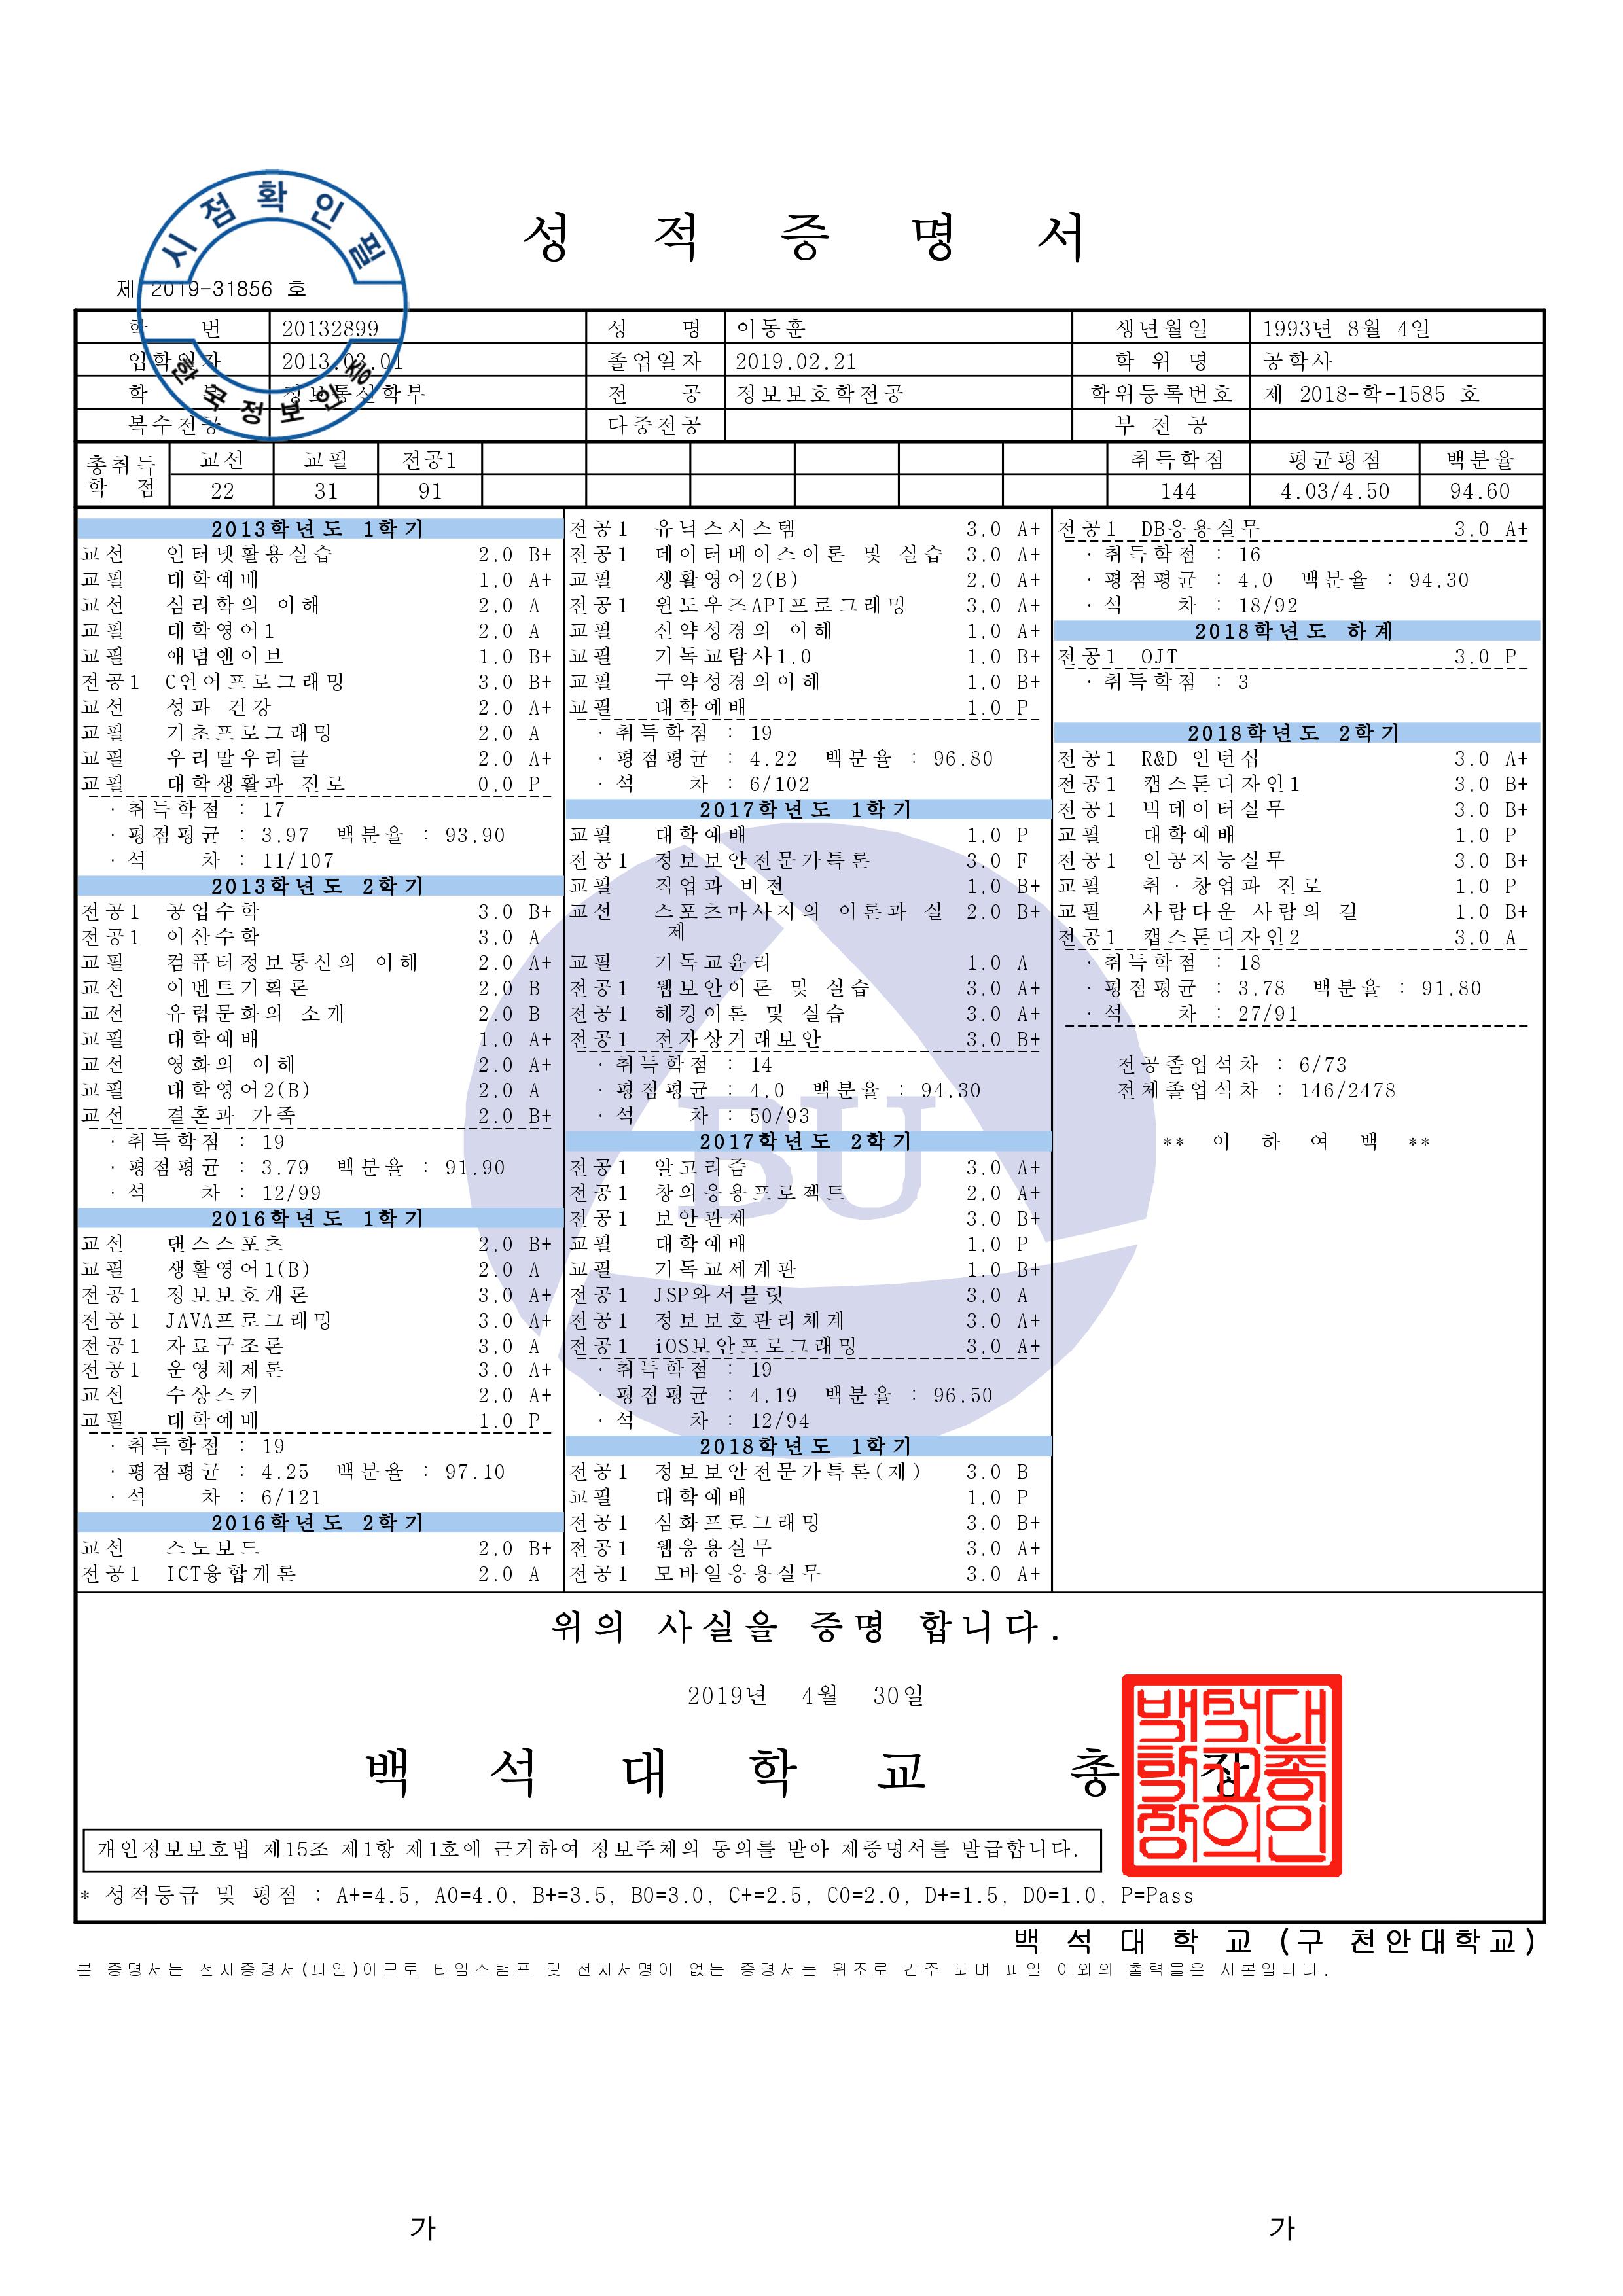 시점확인필
한국정보인증
성 적 증 명 서
제 2019-31856 호
학 번 20132899 성 명 이동훈 생년월일 1993년 8월 4일
입학일자 2013.03.01 졸업일자 2019.02.21 학 위 명 공학사
학 부 정보통신학부 전 공 정보보호학전공 학위등록번호 제 2018-학-1585 호
복수전공 다중전공 부 전 공
총취득 학 점 교선 교필 전공1 취득학점 평균평점 백분율
22 31 91 144 4.03/4.50 94.60
2013학년도 1학기
교선 인터넷활용실습 2.0 B+
교필 대학예배 1.0 A+
교선 심리학의 이해 2.0 A
교필 대학영어1 2.0 A
교필 애덤앤이브 1.0 B+
전공1 C언어프로그래밍 3.0 B+
교선 성과 건강 2.0 A+
교필 기초프로그래밍 2.0 A
교필 우리말우리글 2.0 A+
교필 대학생활과 진로 0.0 P
· 취득학점 : 17
· 평점평균 : 3.97 백분율 : 93.90
· 석 차 : 11/107
2013학년도 2학기
전공1 공업수학 3.0 B+
전공1 이산수학 3.0 A
교필 컴퓨터정보통신의 이해 2.0 A+
교선 이벤트기획론 2.0 B
교선 유럽문화의 소개 2.0 B
교필 대학예배 1.0 A+
교선 영화의 이해 2.0 A+
교필 대학영어2(B) 2.0 A
교선 결혼과 가족 2.0 B+
· 취득학점 : 19
· 평점평균 : 3.79 백분율 : 91.90
· 석 차 : 12/99
2016학년도 1학기
교선 댄스스포츠 2.0 B+
교필 생활영어1(B) 2.0 A
전공1 정보보호개론 3.0 A+
전공1 JAVA프로그래밍 3.0 A+
전공1 자료구조론 3.0 A
전공1 운영체제론 3.0 A+
교선 수상스키 2.0 A+
교필 대학예배 1.0 P
· 취득학점 : 19
· 평점평균 : 4.25 백분율 : 97.10
· 석 차 : 6/121
2016학년도 2학기
교선 스노보드 2.0 B+
전공1 ICT융합개론 2.0 A
전공1 유닉스시스템 3.0 A+
전공1 데이터베이스이론 및 실습 3.0 A+
교필 생활영어2(B) 2.0 A+
전공1 윈도우즈API프로그래밍 3.0 A+
교필 신약성경의 이해 1.0 A+
교필 기독교탐사1.0 1.0 B+
교필 구약성경의이해 1.0 B+
교필 대학예배 1.0 P
· 취득학점 : 19
· 평점평균 : 4.22 백분율 : 96.80
· 석 차 : 6/102
2017학년도 1학기
교필 대학예배 1.0 P
전공1 정보보안전문가특론 3.0 F
교필 직업과 비전 1.0 B+
교선 스포츠마사지의 이론과 실 2.0 B+
제
교필 기독교윤리 1.0 A
전공1 웹보안이론 및 실습 3.0 A+
전공1 해킹이론 및 실습 3.0 A+
전공1 전자상거래보안 3.0 B+
· 취득학점 : 14
· 평점평균 : 4.0 백분율 : 94.30
· 석 차 : 50/93
2017학년도 2학기
전공1 알고리즘 3.0 A+
전공1 창의응용프로젝트 2.0 A+
전공1 보안관제 3.0 B+
교필 대학예배 1.0 P
교필 기독교세계관 1.0 B+
전공1 JSP와서블릿 3.0 A
전공1 정보보호관리체계 3.0 A+
전공1 iOS보안프로그래밍 3.0 A+
· 취득학점 : 19
· 평점평균 : 4.19 백분율 : 96.50
· 석 차 : 12/94
2018학년도 1학기
전공1 정보보안전문가특론(재) 3.0 B
교필 대학예배 1.0 P
전공1 심화프로그래밍 3.0 B+
전공1 웹응용실무 3.0 A+
전공1 모바일응용실무 3.0 A+
전공1 DB응용실무 3.0 A+
· 취득학점 : 16
· 평점평균 : 4.0 백분율 : 94.30
· 석 차 : 18/92
2018학년도 하계
전공1 OJT 3.0 P
· 취득학점 : 3
2018학년도 2학기
전공1 R&D 인턴십 3.0 A+
전공1 캡스톤디자인1 3.0 B+
전공1 빅데이터실무 3.0 B+
교필 대학예배 1.0 P
전공1 인공지능실무 3.0 B+
교필 취·창업과 진로 1.0 P
교필 사람다운 사람의 길 1.0 B+
전공1 캡스톤디자인2 3.0 A
· 취득학점 : 18
· 평점평균 : 3.78 백분율 : 91.80
· 석 차 : 27/91
전공졸업석차 : 6/73
전체졸업석차 : 146/2478
** 이 하 여 백 **
BU
위의 사실을 증명 합니다.
2019년 4월 30일
백 석 대 학 교 총 장
백석대학교총장의인
개인정보보호법 제15조 제1항 제1호에 근거하여 정보주체의 동의를 받아 제증명서를 발급합니다.
* 성적등급 및 평점 : A+=4.5, A0=4.0, B+=3.5, B0=3.0, C+=2.5, C0=2.0, D+=1.5, D0=1.0, P=Pass
백 석 대 학 교 (구 천안대학교)
본 증명서는 전자증명서(파일)이므로 타임스탬프 및 전자서명이 없는 증명서는 위조로 간주 되며 파일 이외의 출력물은 사본입니다.
가 가